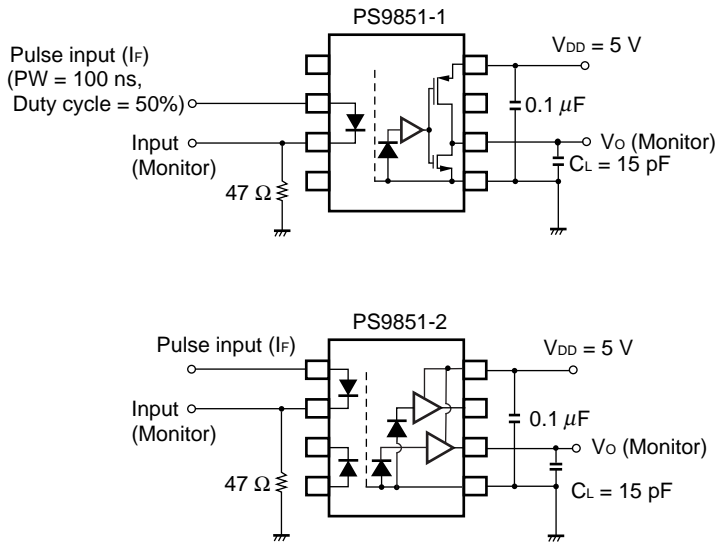 PS9851-1
Pulse input (IF)
(PW = 100 ns,
Duty cycle = 50%)
Input
(Monitor)
47 Ω
VDD = 5 V
0.1 μF
VO (Monitor)
CL = 15 pF
PS9851-2
Pulse input (IF)
Input
(Monitor)
47 Ω
VDD = 5 V
0.1 μF
VO (Monitor)
CL = 15 pF